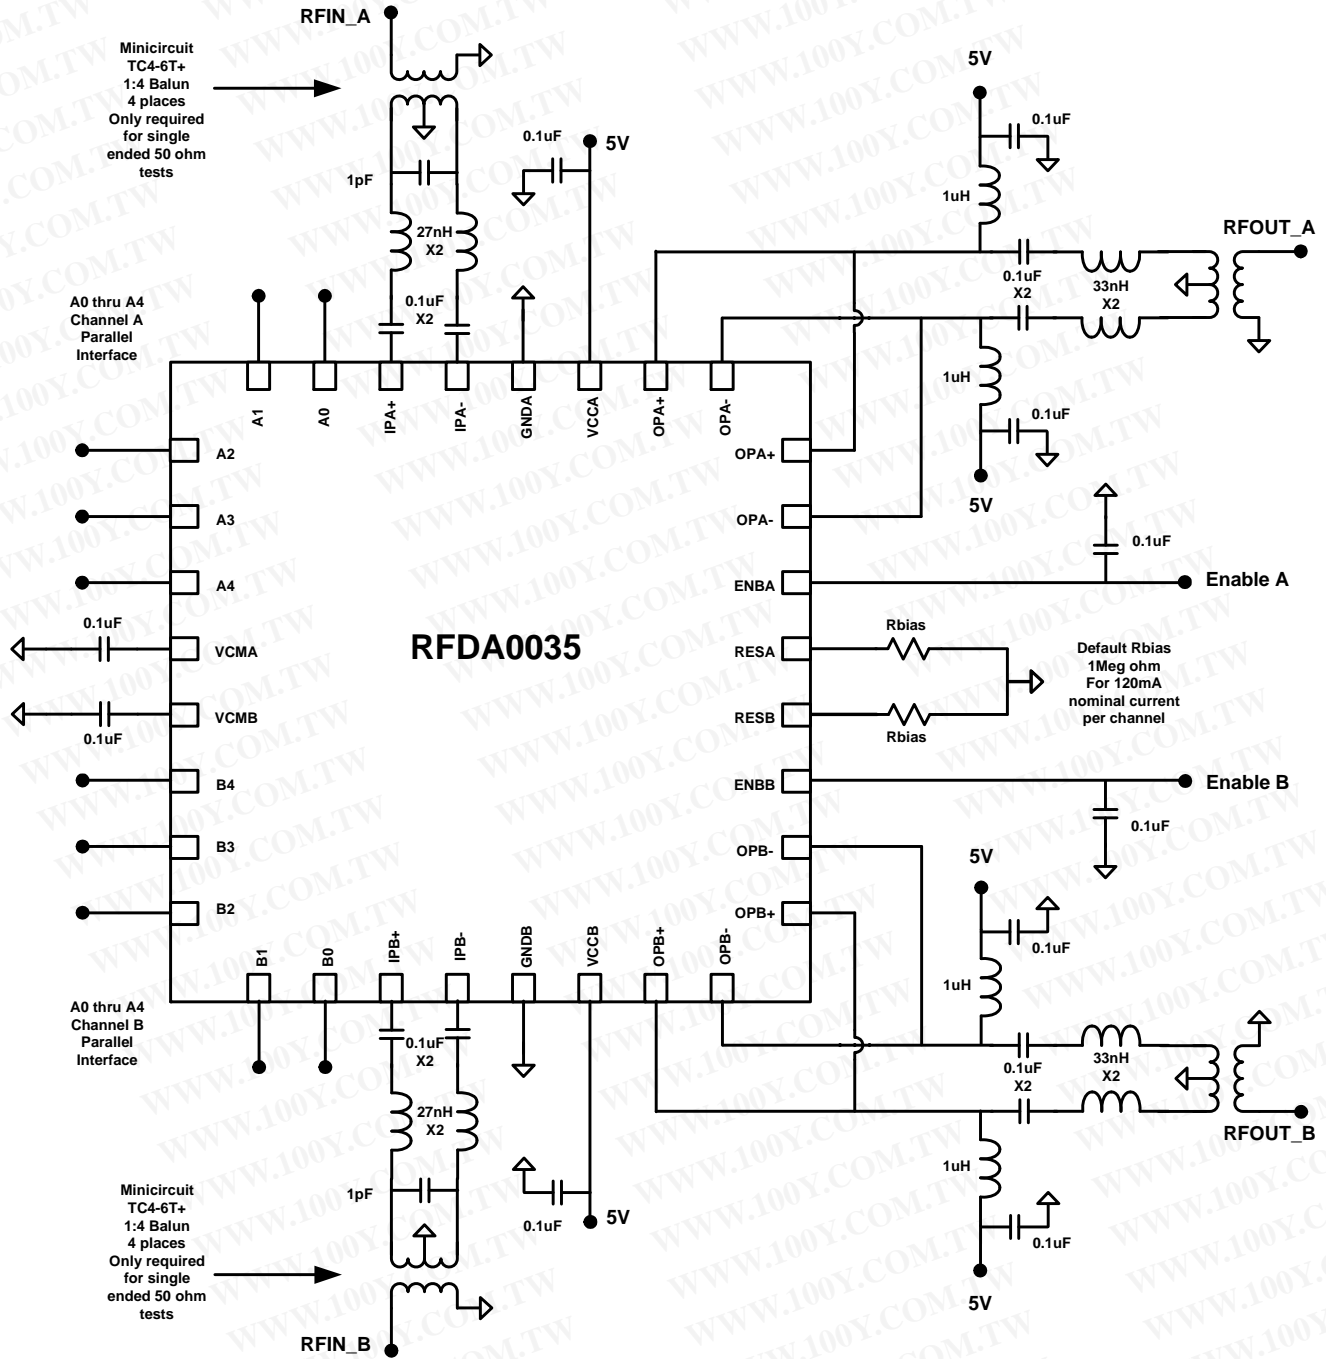 RFIN_A
Minicircuit
TC4-6T+
1:4 Balun
4 places
Only required
for single
ended 50 ohm
tests
5V
0.1uF
0.1uF
5V
1pF
1uH
27nH
X2
RFOUT_A
0.1uF
X2
33nH
X2
A0 thru A4
Channel A
Parallel
Interface
0.1uF
X2
1uH
0.1uF
5V
A1
A0
IPA+
IPA-
GNDA
VCCA
OPA+
OPA-
A2
OPA+
A3
OPA-
0.1uF
A4
ENBA
Enable A
0.1uF
VCMA
RFDA0035
RESA
Rbias
Default Rbias
1Meg ohm
For 120mA
nominal current
per channel
VCMB
0.1uF
RESB
Rbias
B4
ENBB
Enable B
0.1uF
B3
OPB-
5V
B2
OPB+
B1
B0
IPB+
IPB-
GNDB
VCCB
OPB+
OPB-
0.1uF
1uH
A0 thru A4
Channel B
Parallel
Interface
0.1uF
X2
0.1uF
X2
33nH
X2
27nH
X2
RFOUT_B
1uH
1pF
Minicircuit
TC4-6T+
1:4 Balun
4 places
Only required
for single
ended 50 ohm
tests
0.1uF
5V
0.1uF
5V
RFIN_B
WWW.100Y.COM.TW